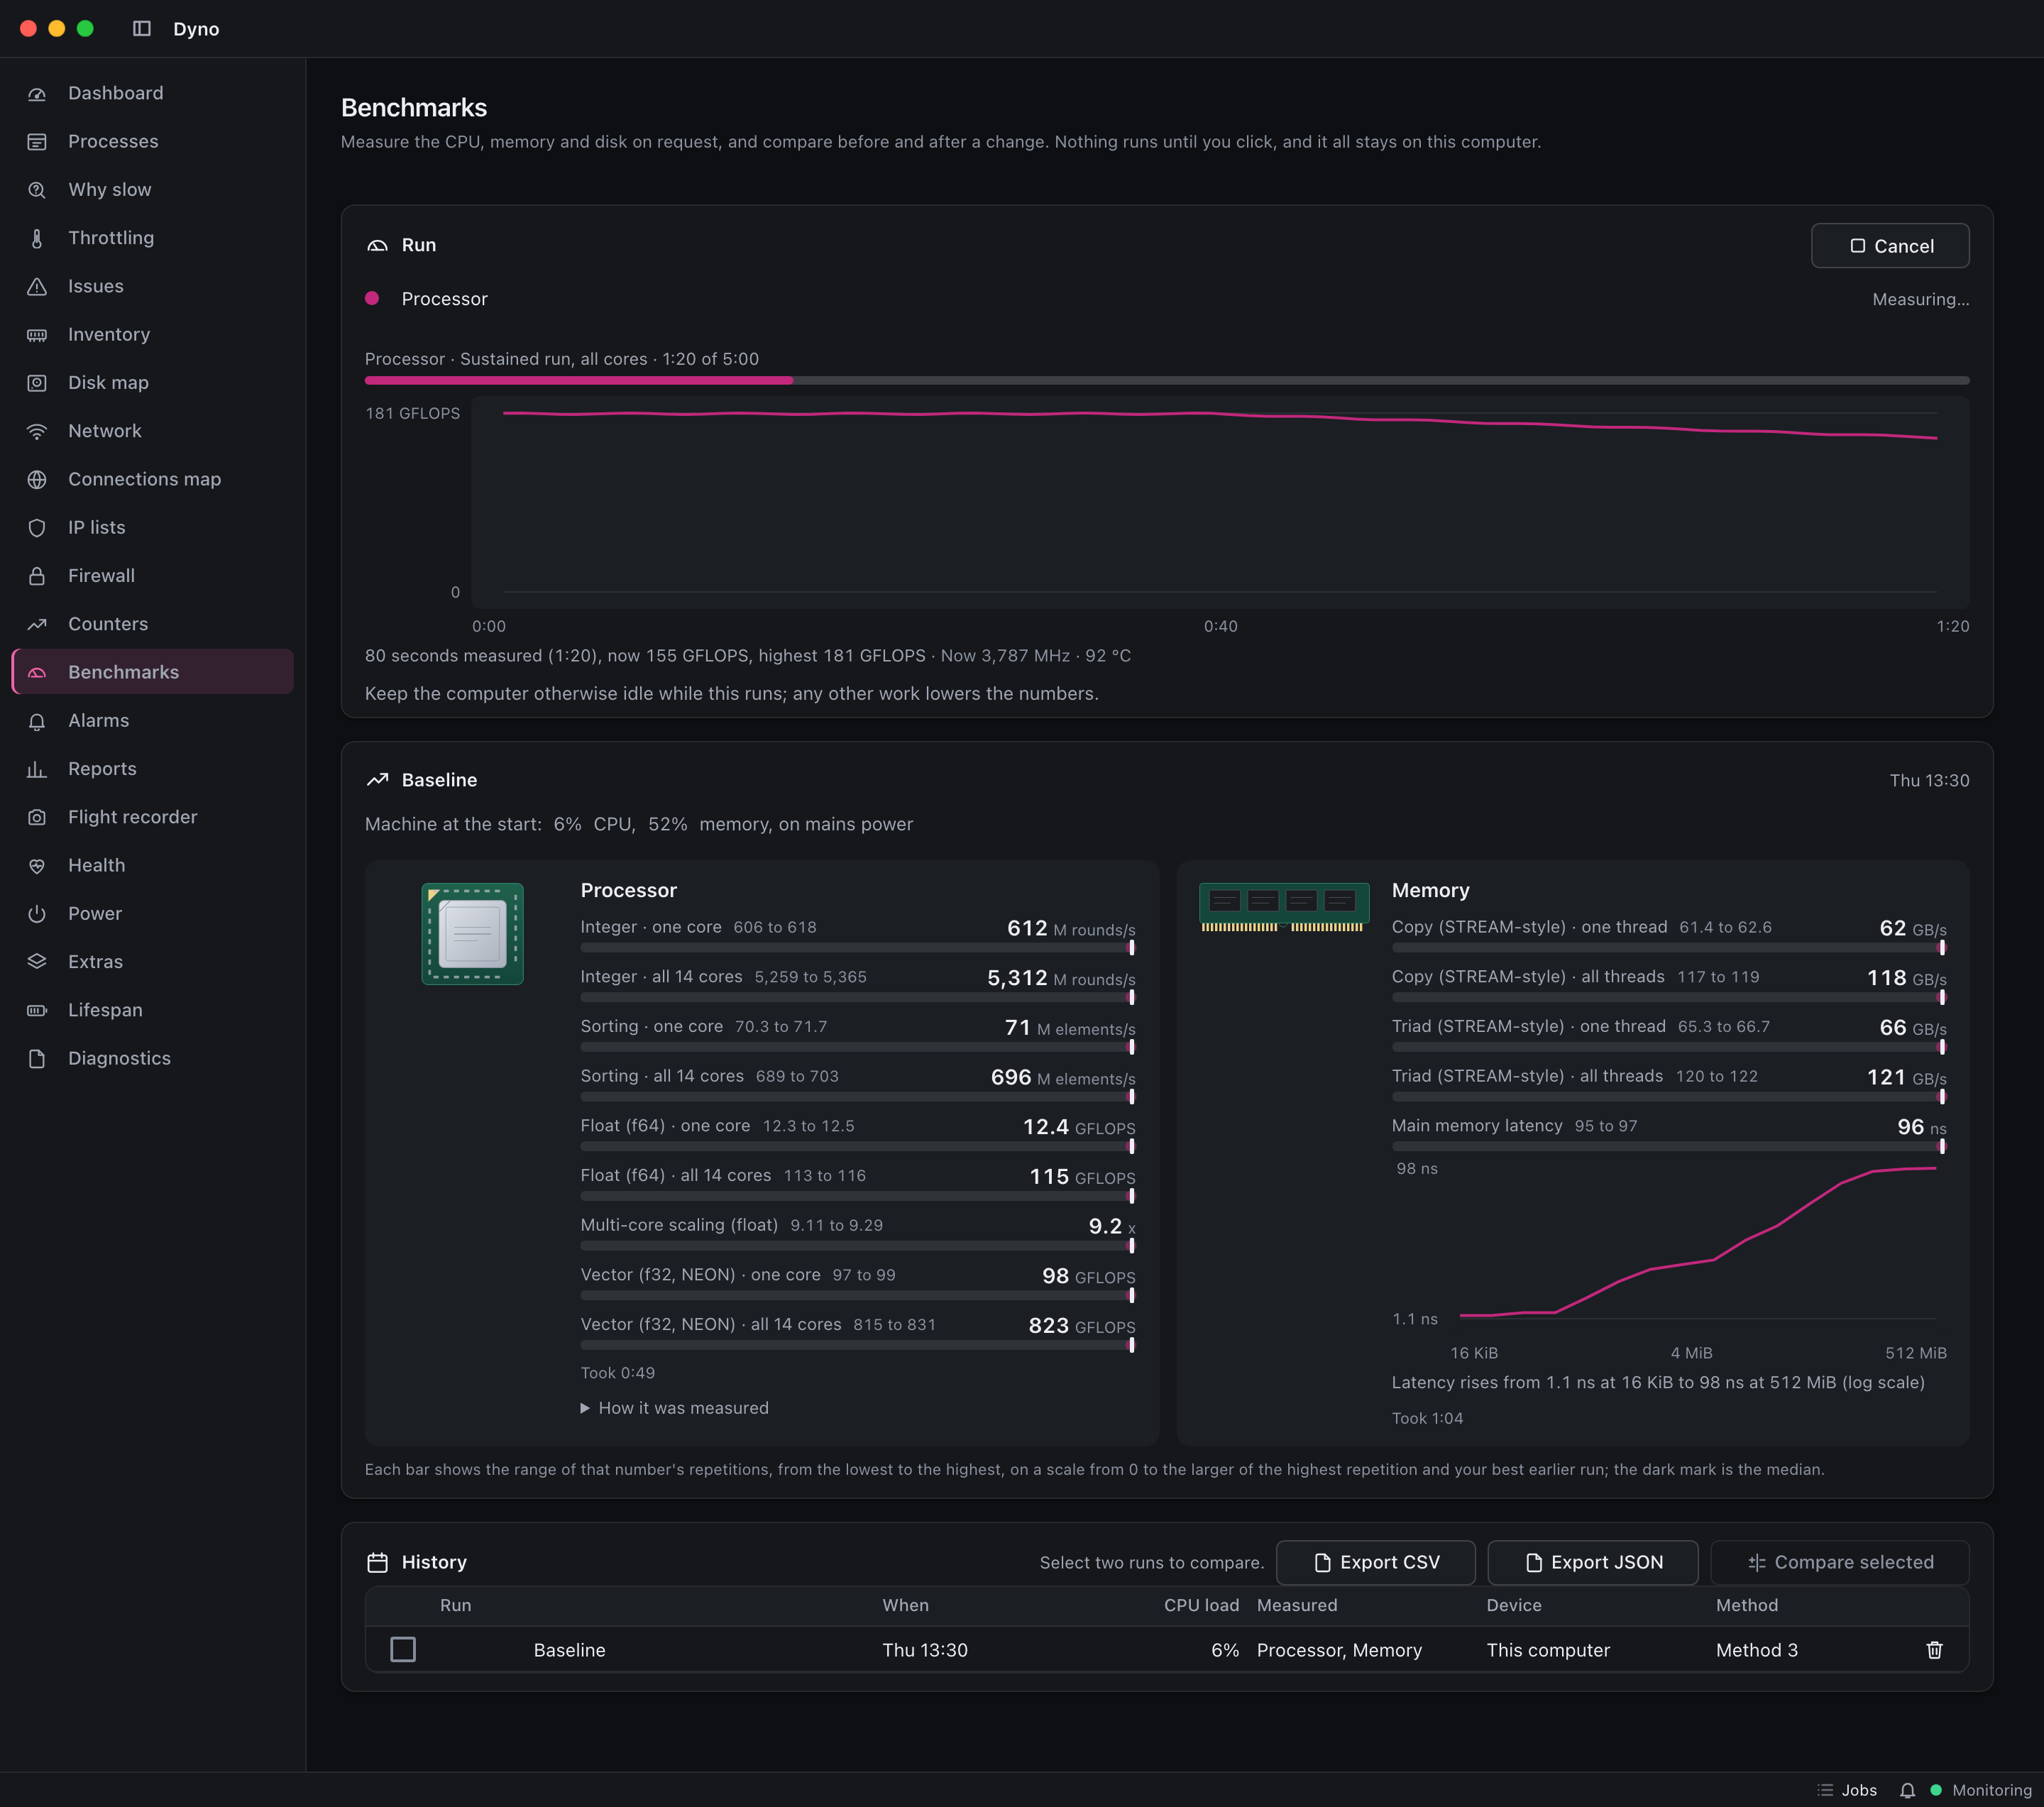 Dyno
Dashboard
Processes
Why slow
Throttling
Issues
Inventory
Disk map
Network
Connections map
IP lists
Firewall
Counters
Benchmarks
Alarms
Reports
Flight recorder
Health
Power
Extras
Lifespan
Diagnostics
Benchmarks
Measure the CPU, memory and disk on request, and compare before and after a change. Nothing runs until you click, and it all stays on this computer.
Run
Cancel
Processor
Measuring...
Processor · Sustained run, all cores · 1:20 of 5:00
181 GFLOPS
0
0:00 0:40 1:20
80 seconds measured (1:20), now 155 GFLOPS, highest 181 GFLOPS · Now 3,787 MHz · 92 °C
Keep the computer otherwise idle while this runs; any other work lowers the numbers.
Baseline
Thu 13:30
Machine at the start: 6% CPU, 52% memory, on mains power
Processor
Integer · one core 606 to 618 612 M rounds/s
Integer · all 14 cores 5,259 to 5,365 5,312 M rounds/s
Sorting · one core 70.3 to 71.7 71 M elements/s
Sorting · all 14 cores 689 to 703 696 M elements/s
Float (f64) · one core 12.3 to 12.5 12.4 GFLOPS
Float (f64) · all 14 cores 113 to 116 115 GFLOPS
Multi-core scaling (float) 9.11 to 9.29 9.2 x
Vector (f32, NEON) · one core 97 to 99 98 GFLOPS
Vector (f32, NEON) · all 14 cores 815 to 831 823 GFLOPS
Took 0:49
How it was measured
Memory
Copy (STREAM-style) · one thread 61.4 to 62.6 62 GB/s
Copy (STREAM-style) · all threads 117 to 119 118 GB/s
Triad (STREAM-style) · one thread 65.3 to 66.7 66 GB/s
Triad (STREAM-style) · all threads 120 to 122 121 GB/s
Main memory latency 95 to 97 96 ns
98 ns
1.1 ns
16 KiB 4 MiB 512 MiB
Latency rises from 1.1 ns at 16 KiB to 98 ns at 512 MiB (log scale)
Took 1:04
Each bar shows the range of that number's repetitions, from the lowest to the highest, on a scale from 0 to the larger of the highest repetition and your best earlier run; the dark mark is the median.
History
Select two runs to compare.
Export CSV
Export JSON
Compare selected
Run When CPU load Measured Device Method
Baseline Thu 13:30 6% Processor, Memory This computer Method 3
Jobs
Monitoring